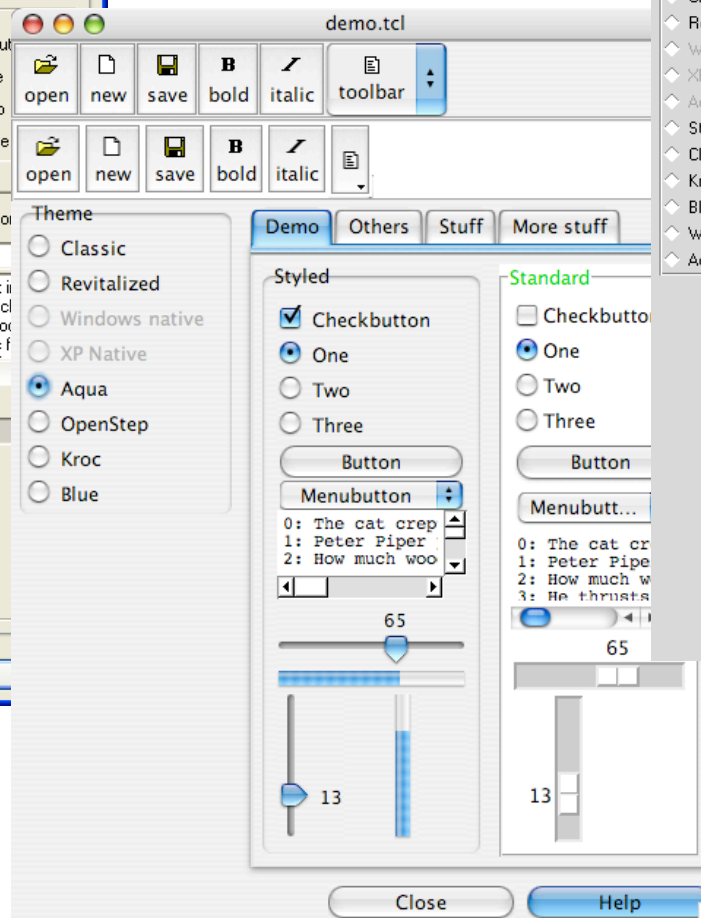 demo.tcl
open new save bold italic toolbar
open new save bold italic
Theme
Classic
Revitalized
Windows native
XP Native
Aqua
OpenStep
Kroc
Blue
Demo Others Stuff More stuff
Styled
Checkbutton
One
Two
Three
Button
Menubutton
0: The cat crep
1: Peter Piper
2: How much woo
65
13
Standard
Checkbutto
One
Two
Three
Button
Menubutt...
0: The cat cr
1: Peter Pipe
2: How much w
3: He thrusts
65
13
Close Help